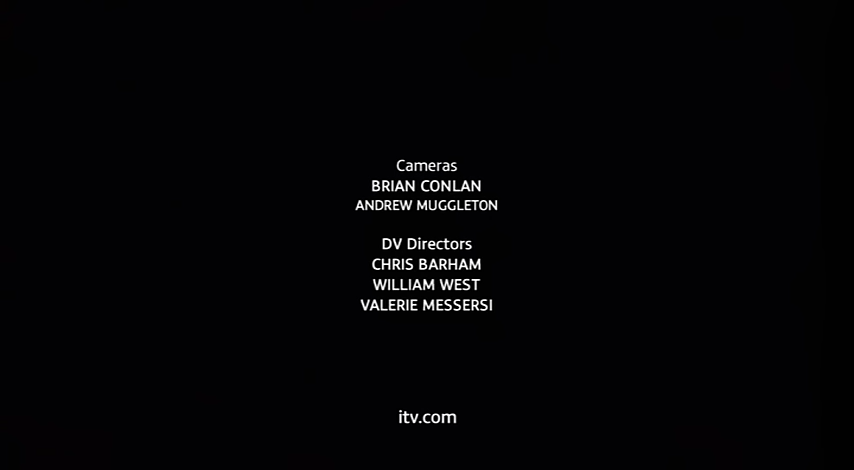 Cameras
BRIAN CONLAN
ANDREW MUGGLETON
DV Directors
CHRIS BARHAM
WILLIAM WEST
VALERIE MESSERSI
itv.com